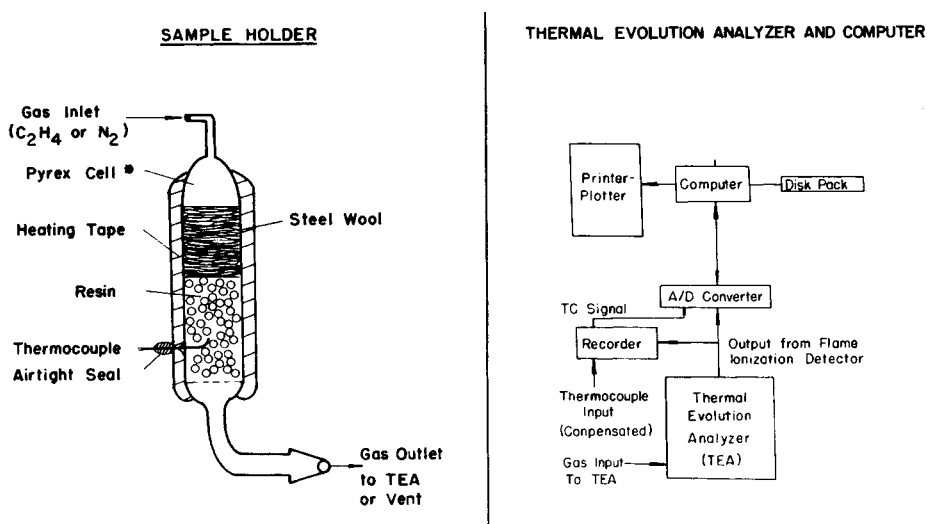 SAMPLE HOLDER
Gas Inlet
(C2H4 or N2)
Pyrex Cell *
Steel Wool
Heating Tape
Resin
Thermocouple
Airtight Seal
Gas Outlet
to TEA
or Vent
THERMAL EVOLUTION ANALYZER AND COMPUTER
Printer-
Plotter
Computer
Disk Pack
A/D Converter
TC Signal
Recorder
Output from Flame
Ionization Detector
Thermocouple
Input
(Conpensated)
Thermal
Evolution
Analyzer
(TEA)
Gas Input
To TEA